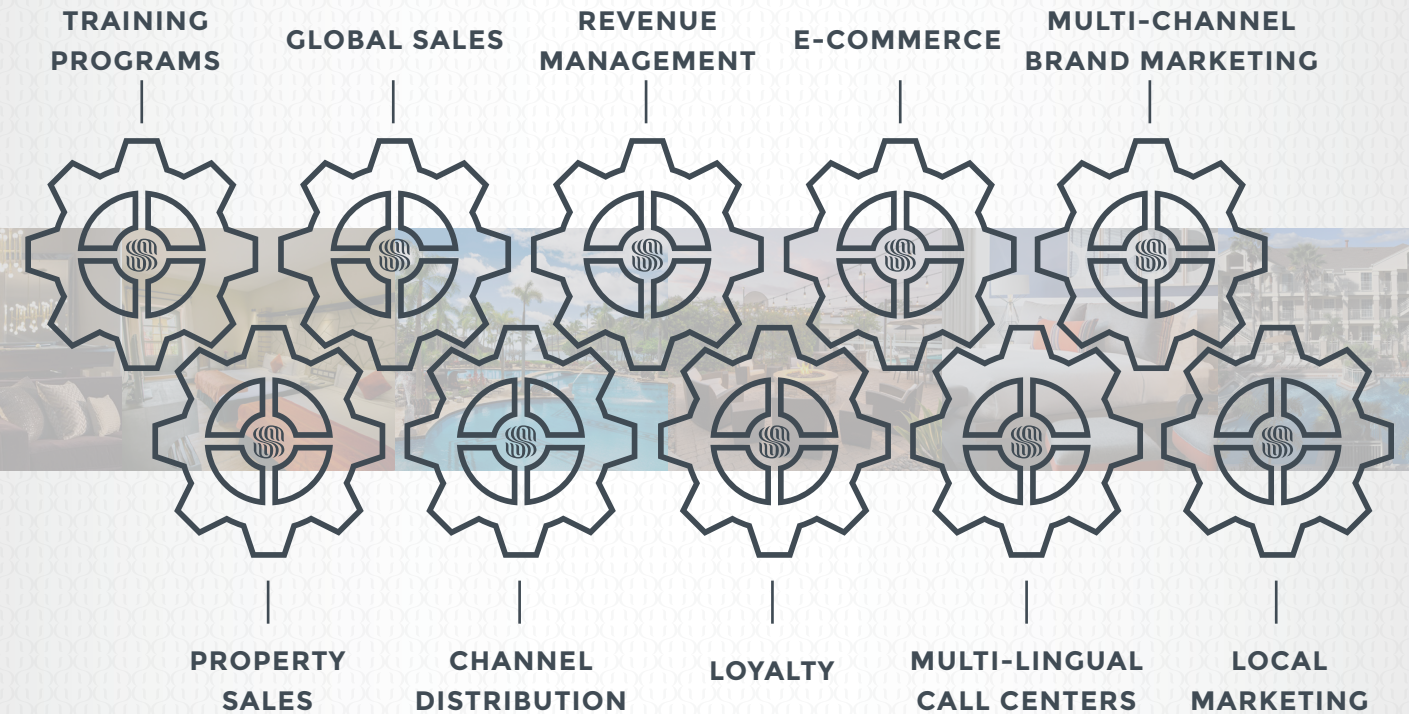 TRAINING
PROGRAMS
GLOBAL SALES
REVENUE
MANAGEMENT
E-COMMERCE
MULTI-CHANNEL
BRAND MARKETING
PROPERTY
SALES
CHANNEL
DISTRIBUTION
LOYALTY
MULTI-LINGUAL
CALL CENTERS
LOCAL
MARKETING